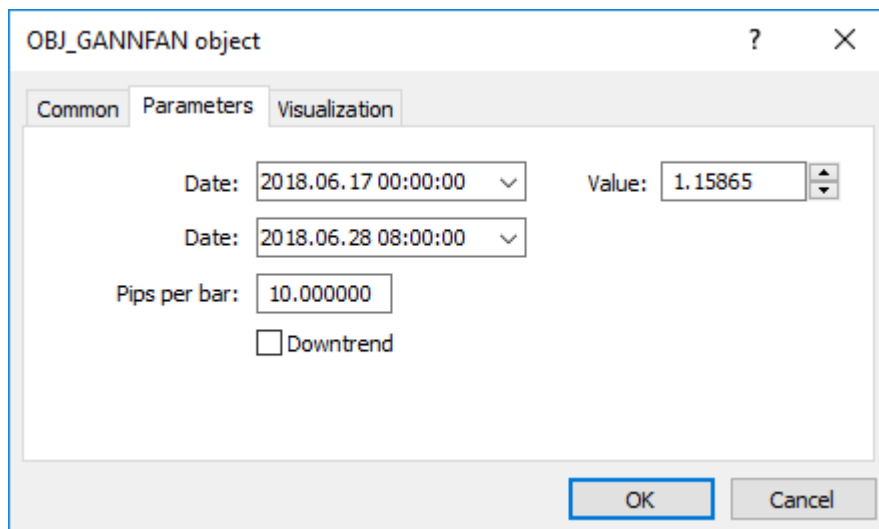 OBJ_GANNFAN object ?
Common Parameters Visualization
Date: 2018.06.17 00:00:00 Value: 1.15865
Date: 2018.06.28 08:00:00
Pips per bar: 10.000000
Downtrend
OK Cancel